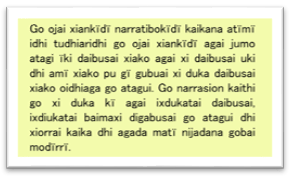 Go ojai xiankīdī narratibokīdī kaikana atīmī
idhi tudhiaridhi go ojai xiankīdī agai jumo
atagi īki daibusai xiako agai xi daibusai uki
dhi amī xiako pu gī gubuai xi duka daibusai
xiako oidhiaga go atagui. Go narrasion kaithi
go xi duka kī agai ixdukatai daibusai,
ixdiukatai baimaxi digabusai go atagui dhi
xiorrai kaika dhi agada matī nijadana gobai
modīrrī.